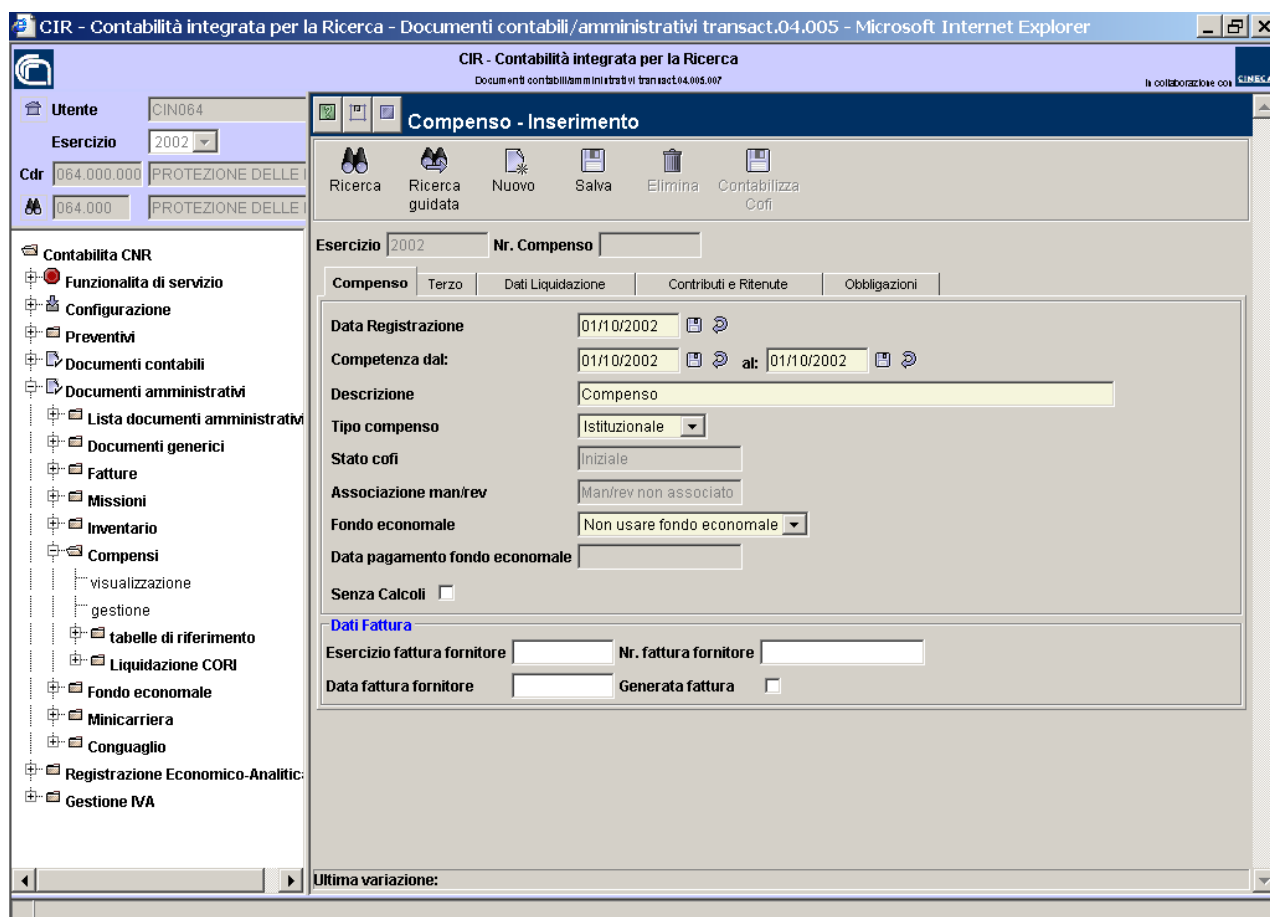 CIR - Contabilità integrata per la Ricerca - Documenti contabili/amministrativi transact.04.005 - Microsoft Internet Explorer
CIR - Contabilità integrata per la Ricerca
Documenti contabili/amministrativi transact.04.005.007
In collaborazione con CINECA
Utente CIN064
Esercizio 2002
Cdr 064.000.000 PROTEZIONE DELLE
064.000 PROTEZIONE DELLE
Contabilita CNR
Funzionalita di servizio
Configurazione
Preventivi
Documenti contabili
Documenti amministrativi
Lista documenti amministrativi
Documenti generici
Fatture
Missioni
Inventario
Compensi
visualizzazione
gestione
tabelle di riferimento
Liquidazione CORI
Fondo economale
Minicarriera
Conguaglio
Registrazione Economico-Analitic
Gestione IVA
Compenso - Inserimento
Ricerca Ricerca guidata Nuovo Salva Elimina Contabilizza Cofi
Esercizio 2002 Nr. Compenso
Compenso Terzo Dati Liquidazione Contributi e Ritenute Obbligazioni
Data Registrazione 01/10/2002
Competenza dal: 01/10/2002 al: 01/10/2002
Descrizione Compenso
Tipo compenso Istituzionale
Stato cofi Iniziale
Associazione man/rev Man/rev non associato
Fondo economale Non usare fondo economale
Data pagamento fondo economale
Senza Calcoli
Dati Fattura
Esercizio fattura fornitore Nr. fattura fornitore
Data fattura fornitore Generata fattura
Ultima variazione: